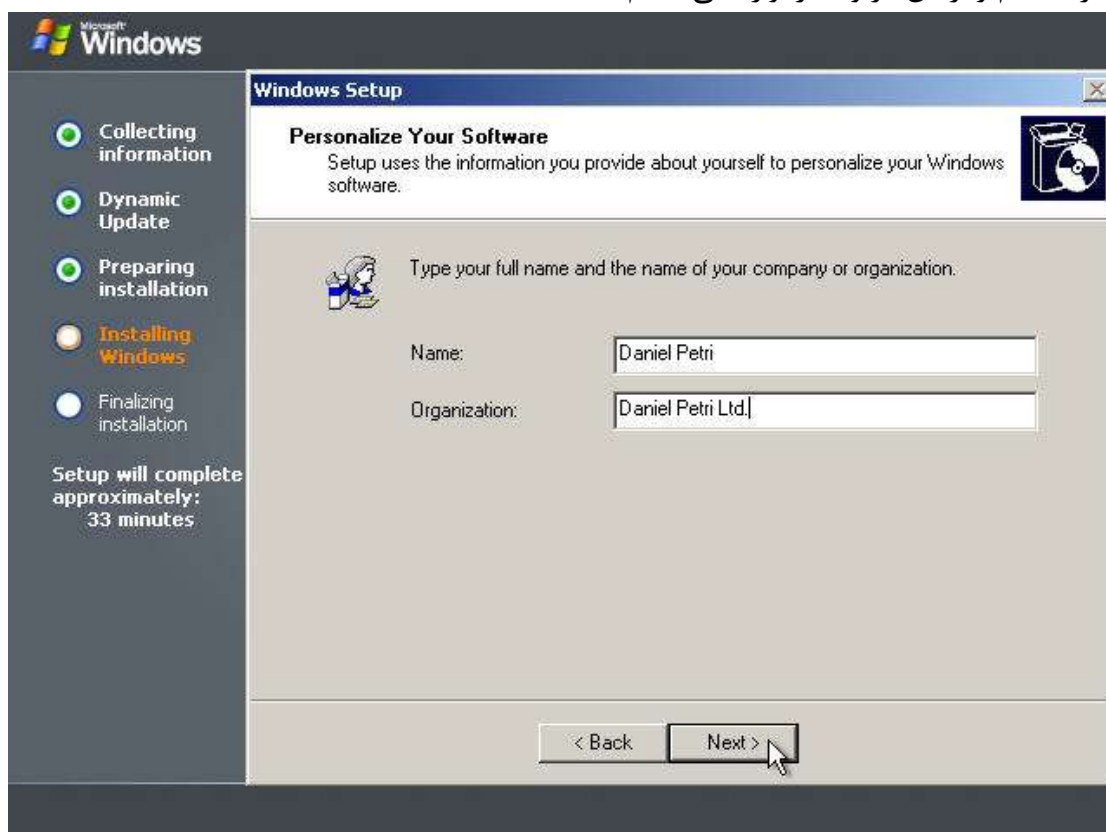 Microsoft
Windows
Collecting
information
Dynamic
Update
Preparing
installation
Installing
Windows
Finalizing
installation
Setup will complete
approximately:
33 minutes
Windows Setup
Personalize Your Software
Setup uses the information you provide about yourself to personalize your Windows
software.
Type your full name and the name of your company or organization.
Name:
Daniel Petri
Organization:
Daniel Petri Ltd.
< Back
Next >